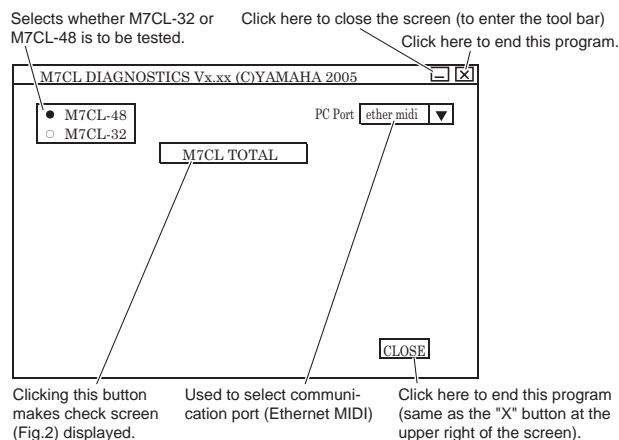 Selects whether M7CL-32 or
M7CL-48 is to be tested.
Click here to close the screen (to enter the tool bar)
Click here to end this program.
M7CL DIAGNOSTICS Vx.xx (C)YAMAHA 2005
M7CL-48
M7CL-32
PC Port ether midi
M7CL TOTAL
CLOSE
Clicking this button
makes check screen
(Fig.2) displayed.
Used to select communi-
cation port (Ethernet MIDI)
Click here to end this program
(same as the "X" button at the
upper right of the screen).